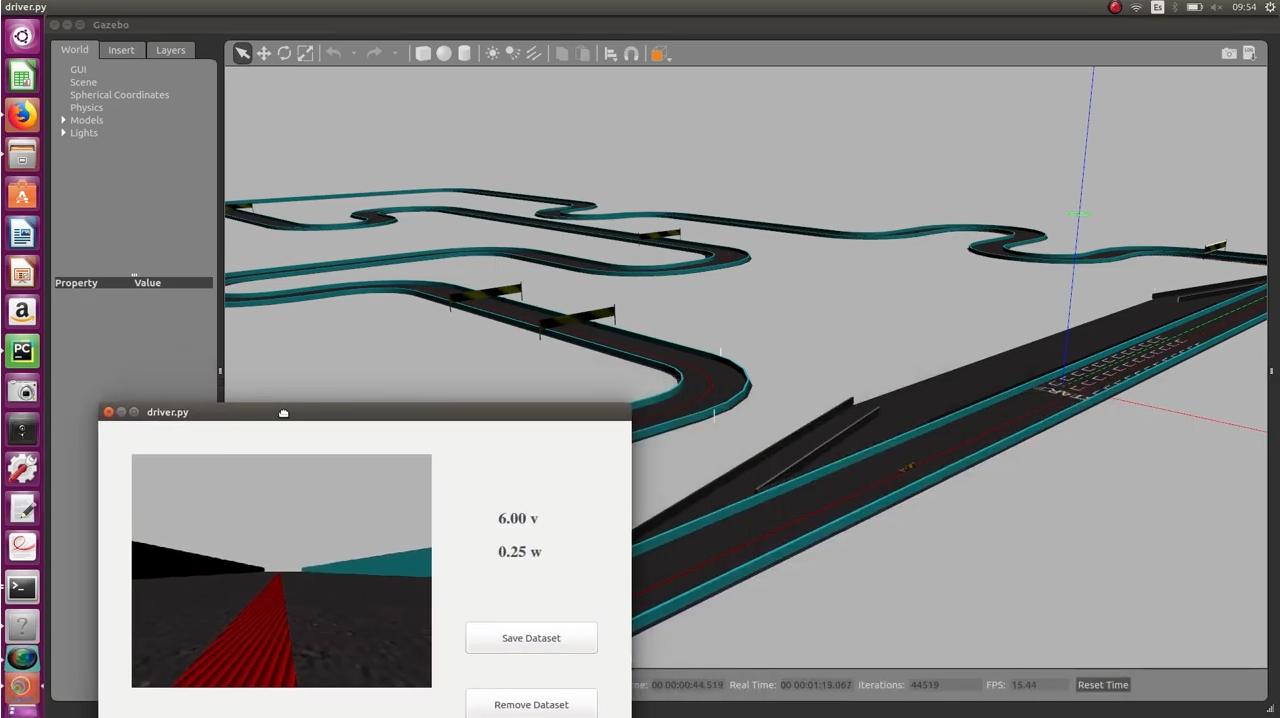 driver.py
Es
09:54
Gazebo
World Insert Layers
GUI
Scene
Spherical Coordinates
Physics
Models
Lights
Property Value
driver.py
6.00 v
0.25 w
Save Dataset
Remove Dataset
me: 00 00:00:44.519 Real Time: 00 00:01:19.067 Iterations: 44519 FPS: 15.44 Reset Time